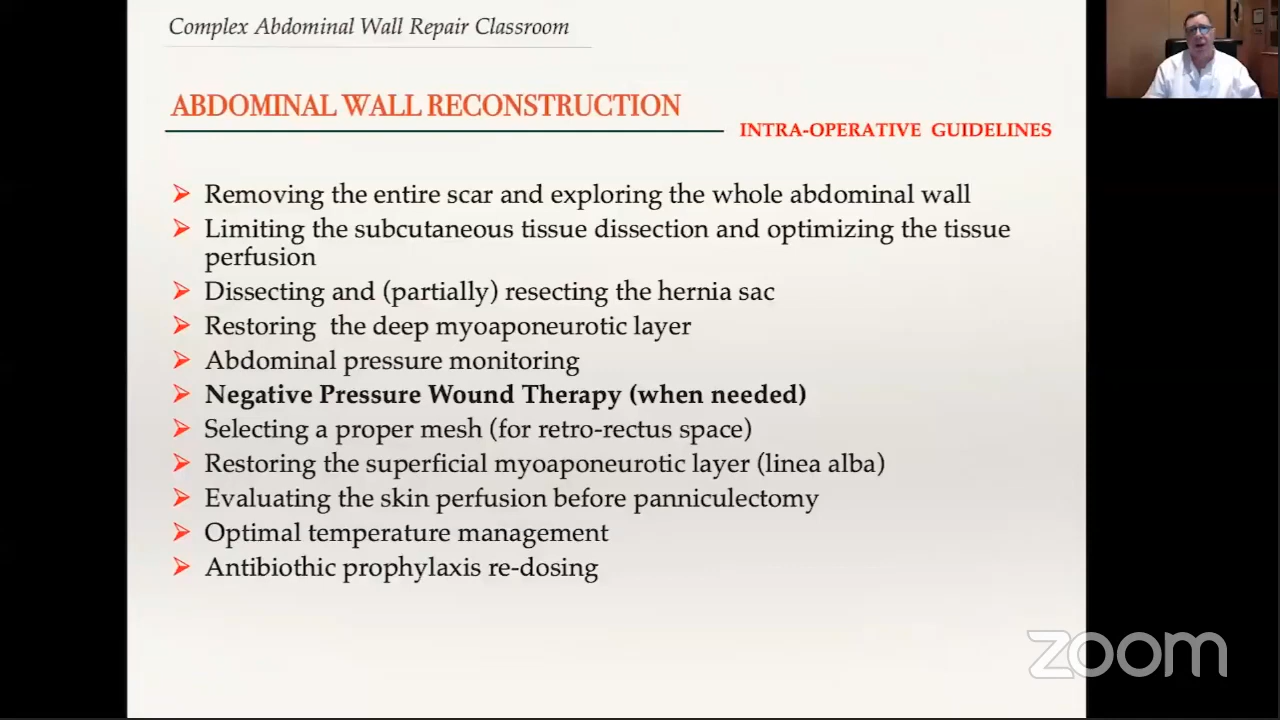 Complex Abdominal Wall Repair Classroom
ABDOMINAL WALL RECONSTRUCTION
INTRA-OPERATIVE GUIDELINES
Removing the entire scar and exploring the whole abdominal wall
Limiting the subcutaneous tissue dissection and optimizing the tissue
perfusion
Dissecting and (partially) resecting the hernia sac
Restoring the deep myoaponeurotic layer
Abdominal pressure monitoring
Negative Pressure Wound Therapy (when needed)
Selecting a proper mesh (for retro-rectus space)
Restoring the superficial myoaponeurotic layer (linea alba)
Evaluating the skin perfusion before panniculectomy
Optimal temperature management
Antibiothic prophylaxis re-dosing
zoom